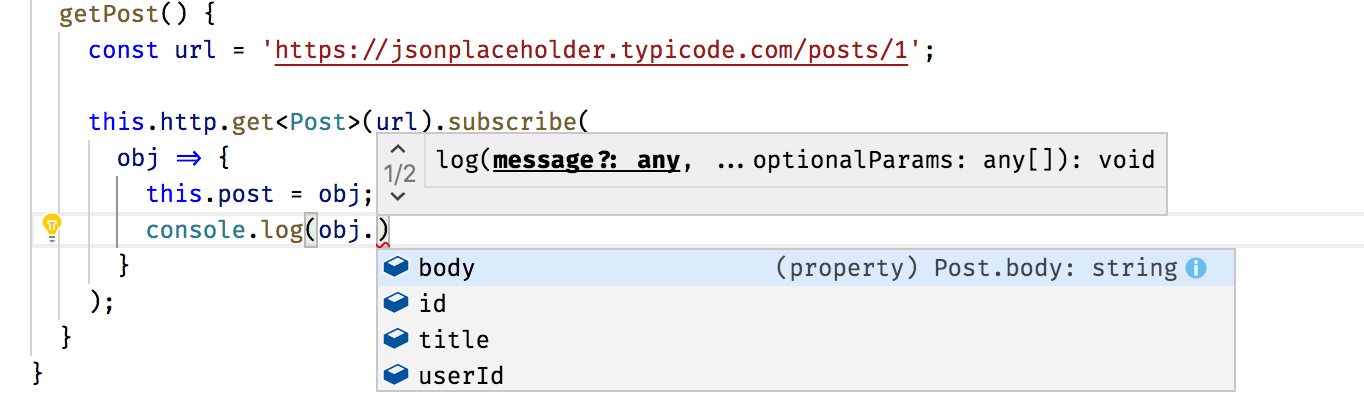 getPost() {
const url = 'https://jsonplaceholder.typicode.com/posts/1';
this.http.get<Post>(url).subscribe(
obj => {
1/2 log(message?: any, ...optionalParams: any[]): void
this.post = obj;
console.log(obj.)
}
body (property) Post.body: string
);
id
}
title
}
userId